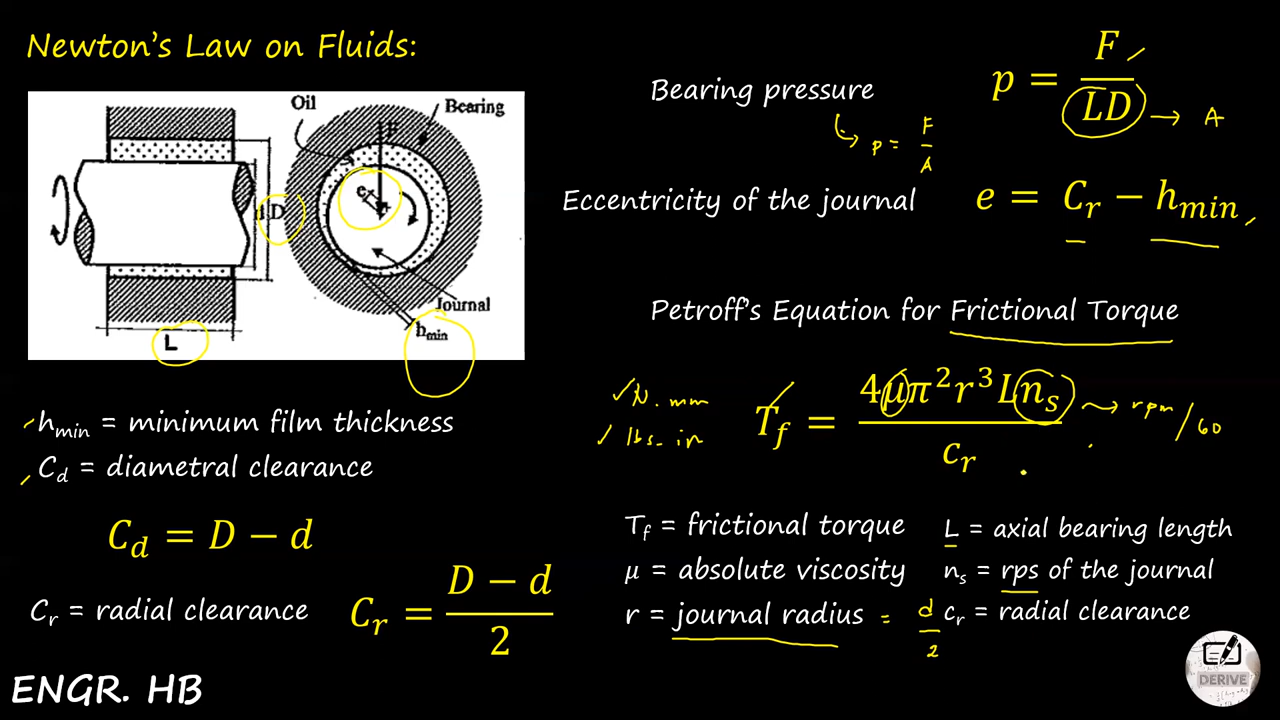 Newton's Law on Fluids:
Oil
Bearing
F
e
d D
Journal
hmin
L
hmin = minimum film thickness
Cd = diametral clearance
Cd = D − d
Cr = radial clearance
Cr = (D − d)/2
ENGR. HB
Bearing pressure
p = F/LD → A
p = F/A
Eccentricity of the journal
e = Cr − hmin
Petroff's Equation for Frictional Torque
N.mm
lbs-in
Tf = 4μπ²r³Lns/cr
rpm/60
Tf = frictional torque
μ = absolute viscosity
r = journal radius = d/2
L = axial bearing length
ns = rps of the journal
cr = radial clearance
DERIVE